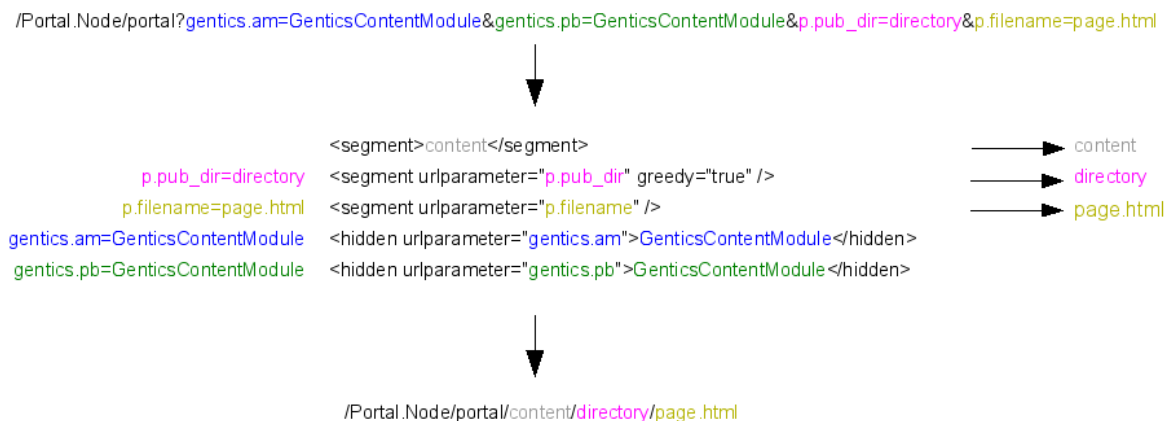 /Portal.Node/portal?gentics.am=GenticsContentModule&gentics.pb=GenticsContentModule&p.pub_dir=directory&p.filename=page.html
<segment>content</segment> content
p.pub_dir=directory <segment urlparameter="p.pub_dir" greedy="true" /> directory
p.filename=page.html <segment urlparameter="p.filename" /> page.html
gentics.am=GenticsContentModule <hidden urlparameter="gentics.am">GenticsContentModule</hidden>
gentics.pb=GenticsContentModule <hidden urlparameter="gentics.pb">GenticsContentModule</hidden>
/Portal.Node/portal/content/directory/page.html